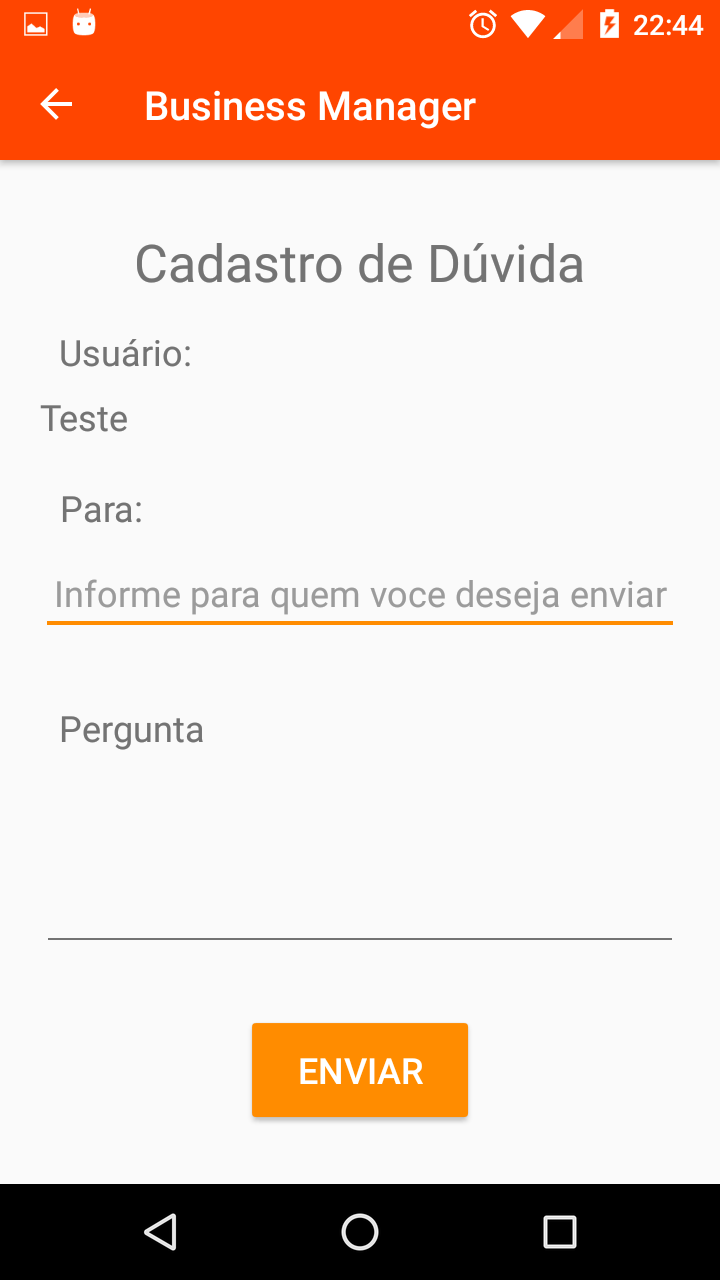 22:44
Business Manager
Cadastro de Dúvida
Usuário:
Teste
Para:
Informe para quem voce deseja enviar
Pergunta
ENVIAR